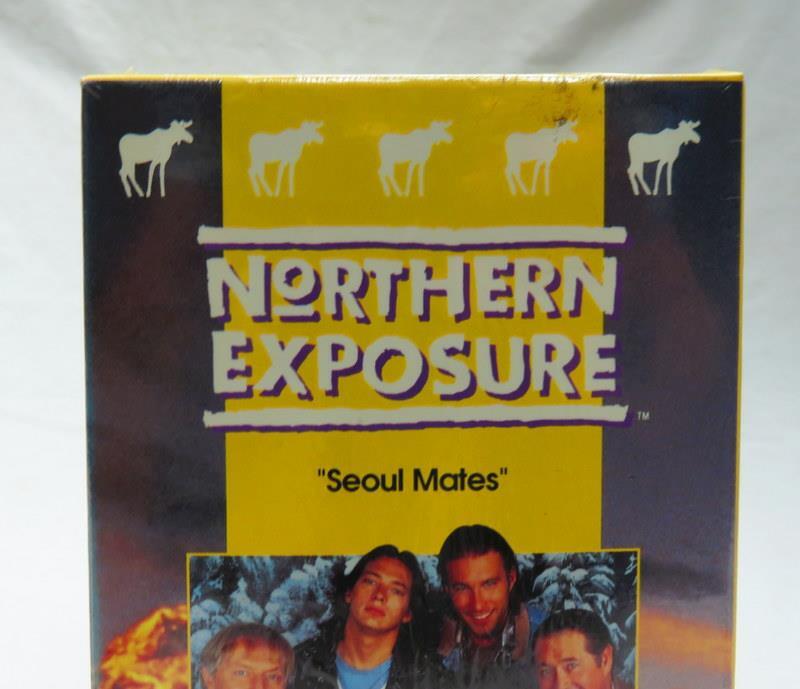 NORTHERN
EXPOSURE
TM
"Seoul Mates"